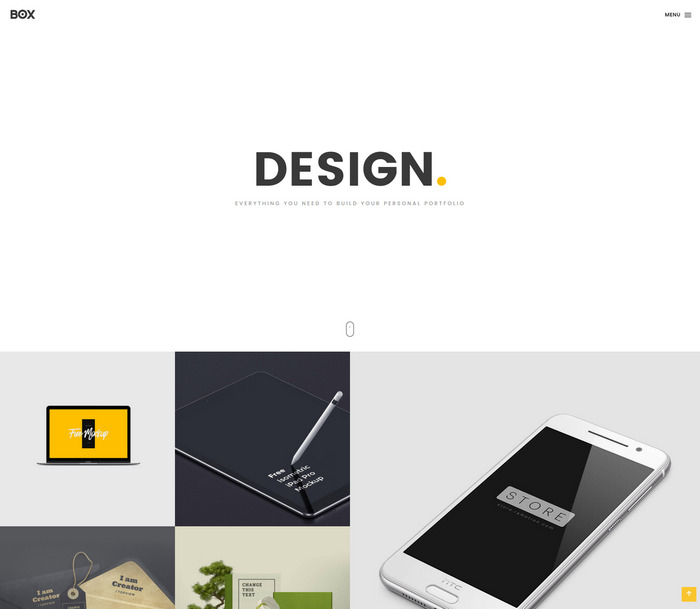 BOX
MENU
DESIGN.
EVERYTHING YOU NEED TO BUILD YOUR PERSONAL PORTFOLIO
Free Mockup
Free
Isometric
iPad Pro
Mockup
STORE
hTC
I am
Creator
I am
Creator
CHANGE
THIS
TEXT